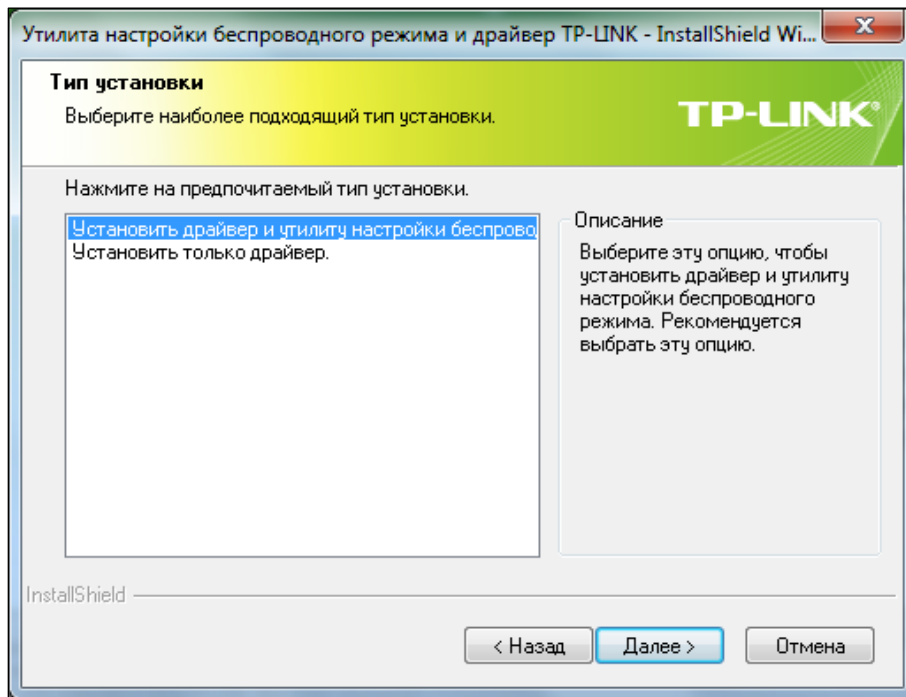 Утилита настройки беспроводного режима и драйвер TP-LINK - InstallShield Wi...
Тип установки
Выберите наиболее подходящий тип установки.
TP-LINK®
Нажмите на предпочитаемый тип установки.
Установить драйвер и утилиту настройки беспрово
Установить только драйвер.
Описание
Выберите эту опцию, чтобы
установить драйвер и утилиту
настройки беспроводного
режима. Рекомендуется
выбрать эту опцию.
InstallShield
< Назад
Далее >
Отмена